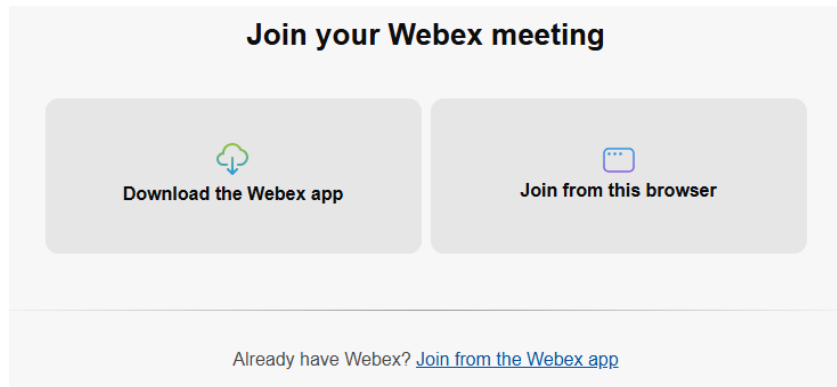 Join your Webex meeting
Download the Webex app
Join from this browser
Already have Webex? Join from the Webex app